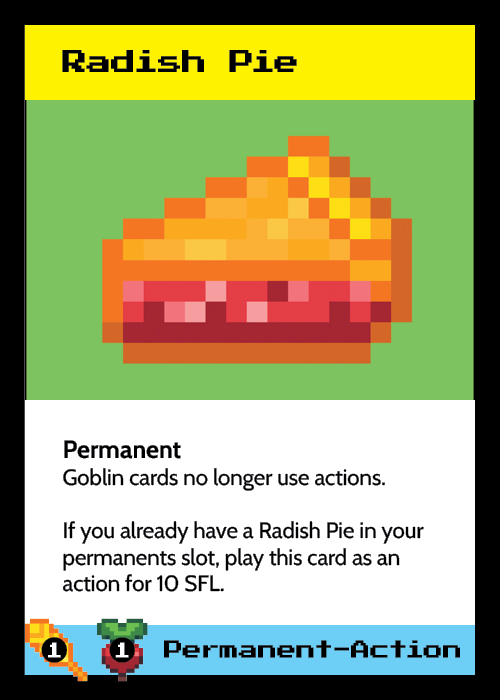 Radish Pie
Permanent
Goblin cards no longer use actions.
If you already have a Radish Pie in your
permanents slot, play this card as an
action for 10 SFL.
1 1 Permanent-Action